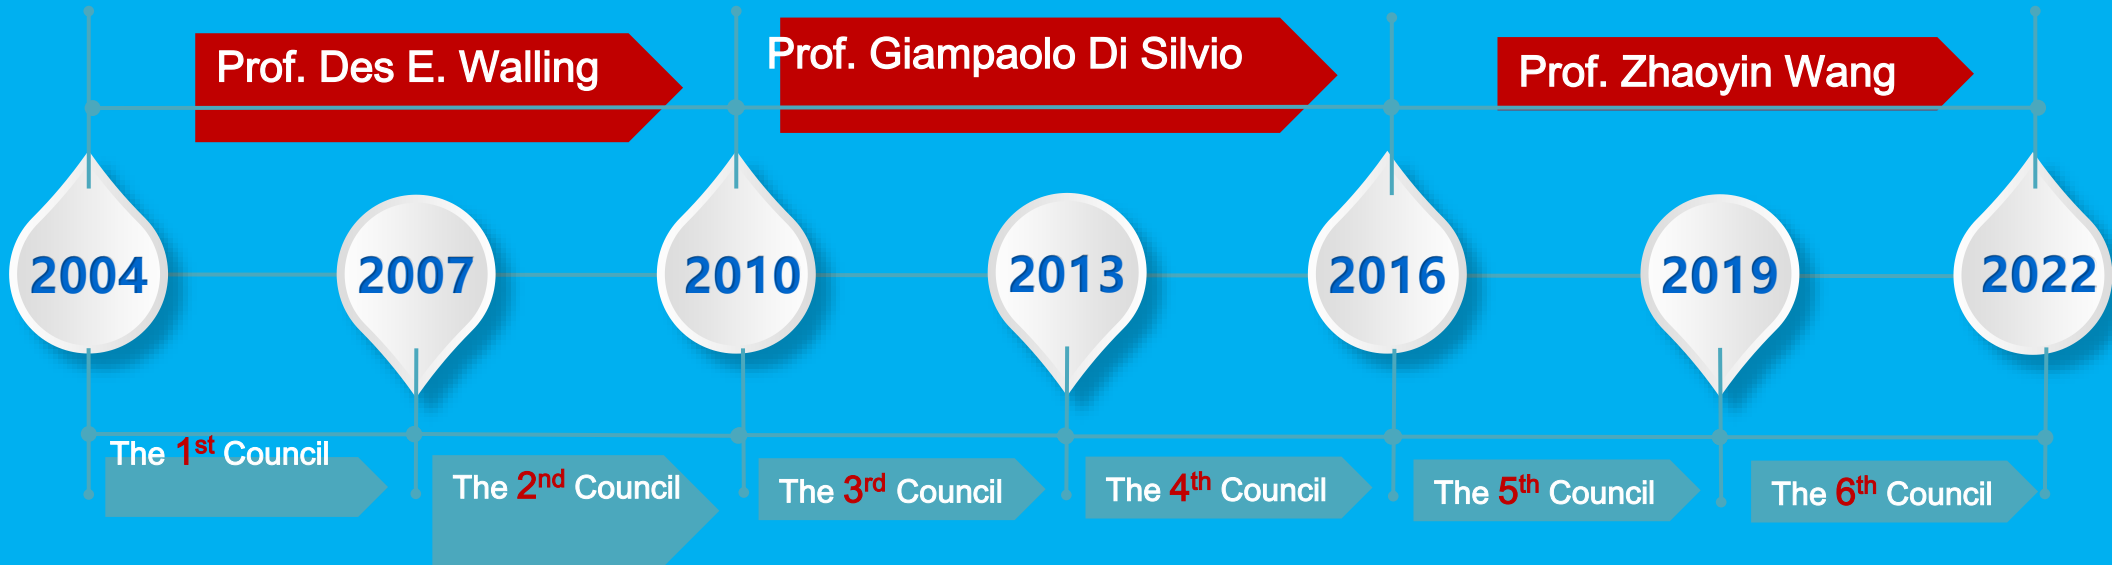 Prof. Des E. Walling
Prof. Giampaolo Di Silvio
Prof. Zhaoyin Wang
2004
2007
2010
2013
2016
2019
2022
The 1st Council
The 2nd Council
The 3rd Council
The 4th Council
The 5th Council
The 6th Council